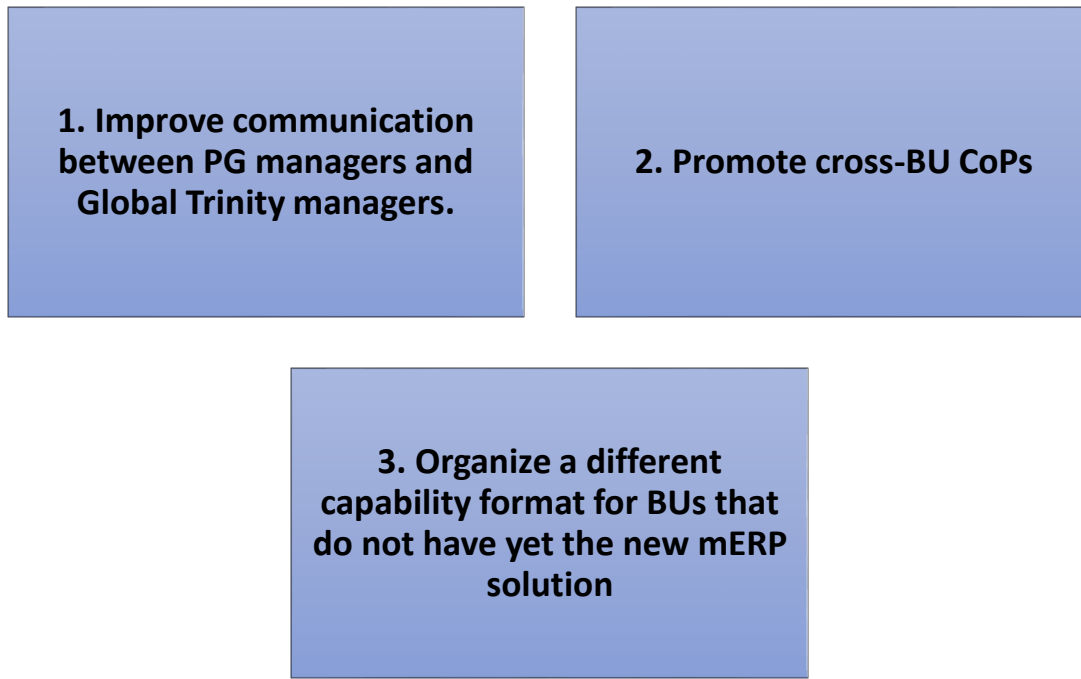 1. Improve communication
between PG managers and
Global Trinity managers.
2. Promote cross-BU CoPs
3. Organize a different
capability format for BUs that
do not have yet the new mERP
solution